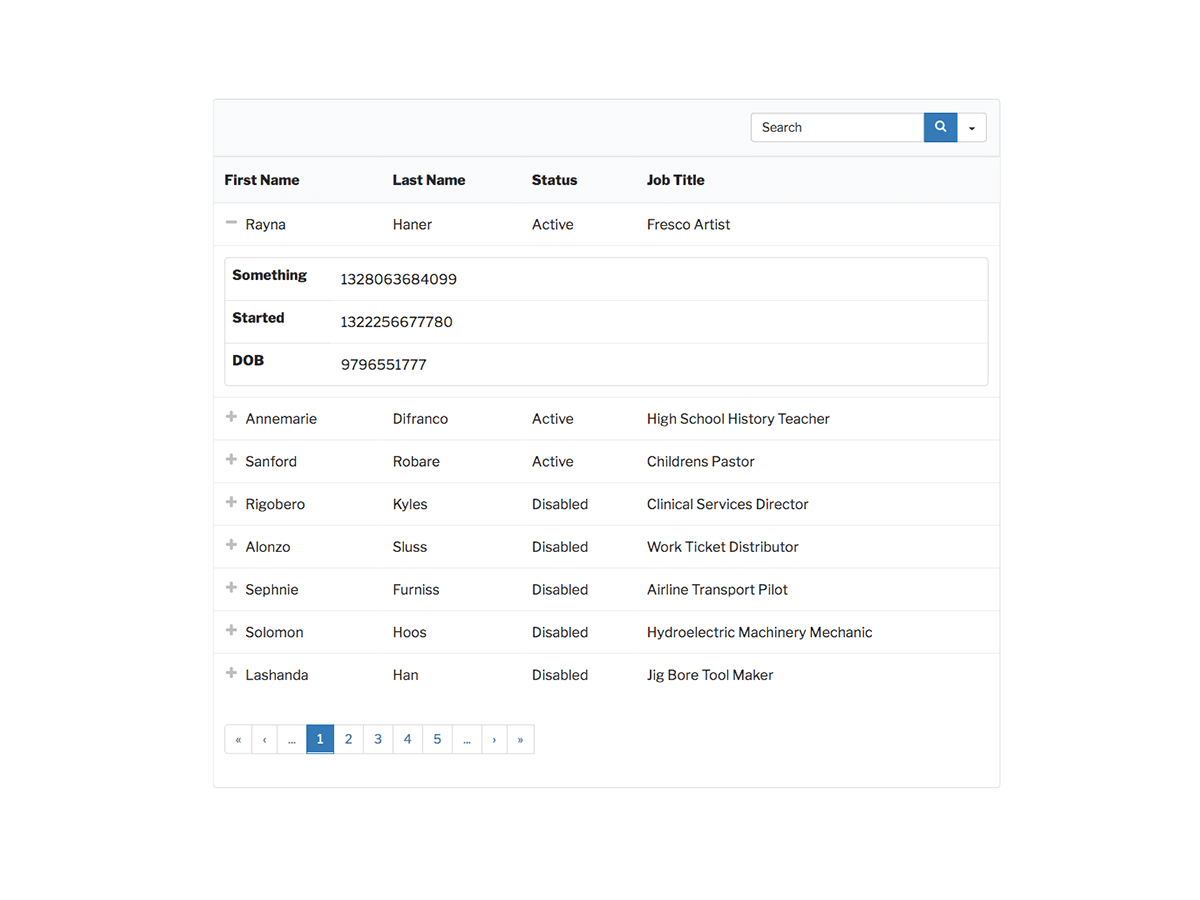 Search
First Name Last Name Status Job Title
Rayna Haner Active Fresco Artist
Something 1328063684099
Started 1322256677780
DOB 9796551777
Annemarie Difranco Active High School History Teacher
Sanford Robare Active Childrens Pastor
Rigobero Kyles Disabled Clinical Services Director
Alonzo Sluss Disabled Work Ticket Distributor
Sephnie Furniss Disabled Airline Transport Pilot
Solomon Hoos Disabled Hydroelectric Machinery Mechanic
Lashanda Han Disabled Jig Bore Tool Maker
« ‹ ... 1 2 3 4 5 ... › »